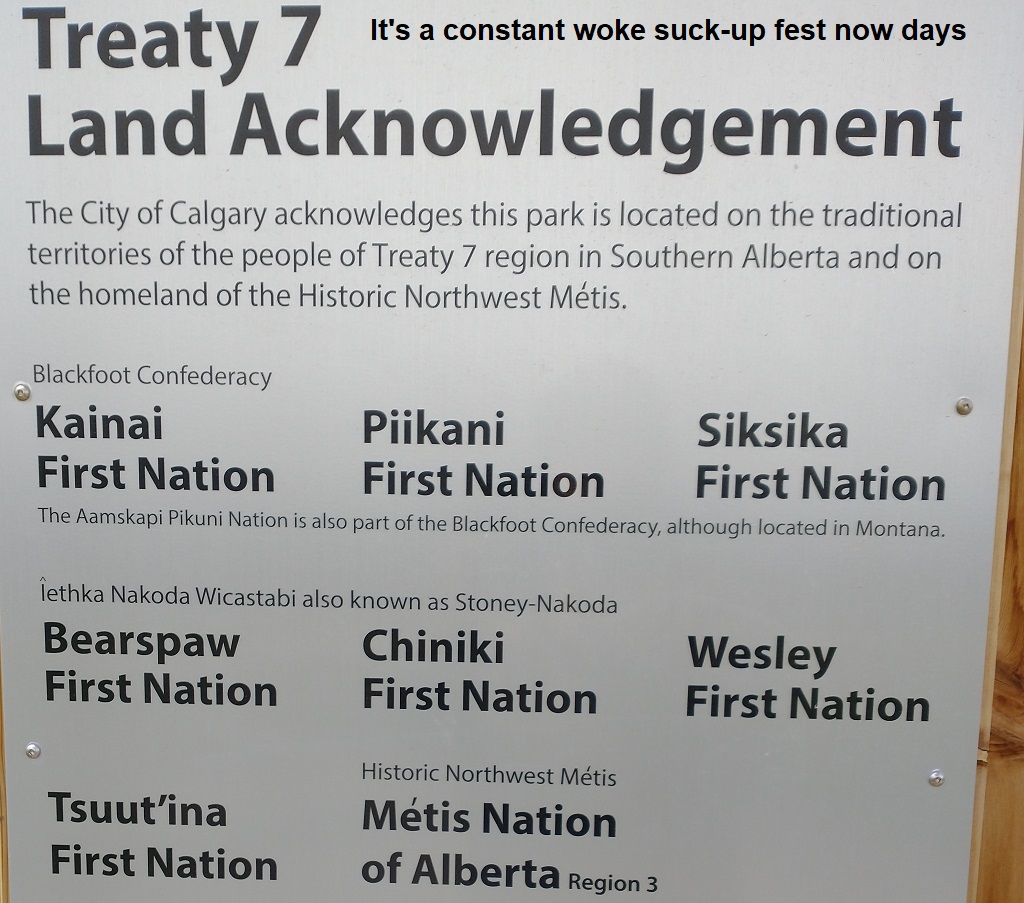 Treaty 7
It's a constant woke suck-up fest now days
Land Acknowledgement
The City of Calgary acknowledges this park is located on the traditional
territories of the people of Treaty 7 region in Southern Alberta and on
the homeland of the Historic Northwest Métis.
Blackfoot Confederacy
Kainai
First Nation
Piikani
First Nation
Siksika
First Nation
The Aamskapi Pikuni Nation is also part of the Blackfoot Confederacy, although located in Montana.
Îethka Nakoda Wicastabi also known as Stoney-Nakoda
Bearspaw
First Nation
Chiniki
First Nation
Wesley
First Nation
Tsuut’ina
First Nation
Historic Northwest Métis
Métis Nation
of Alberta Region 3